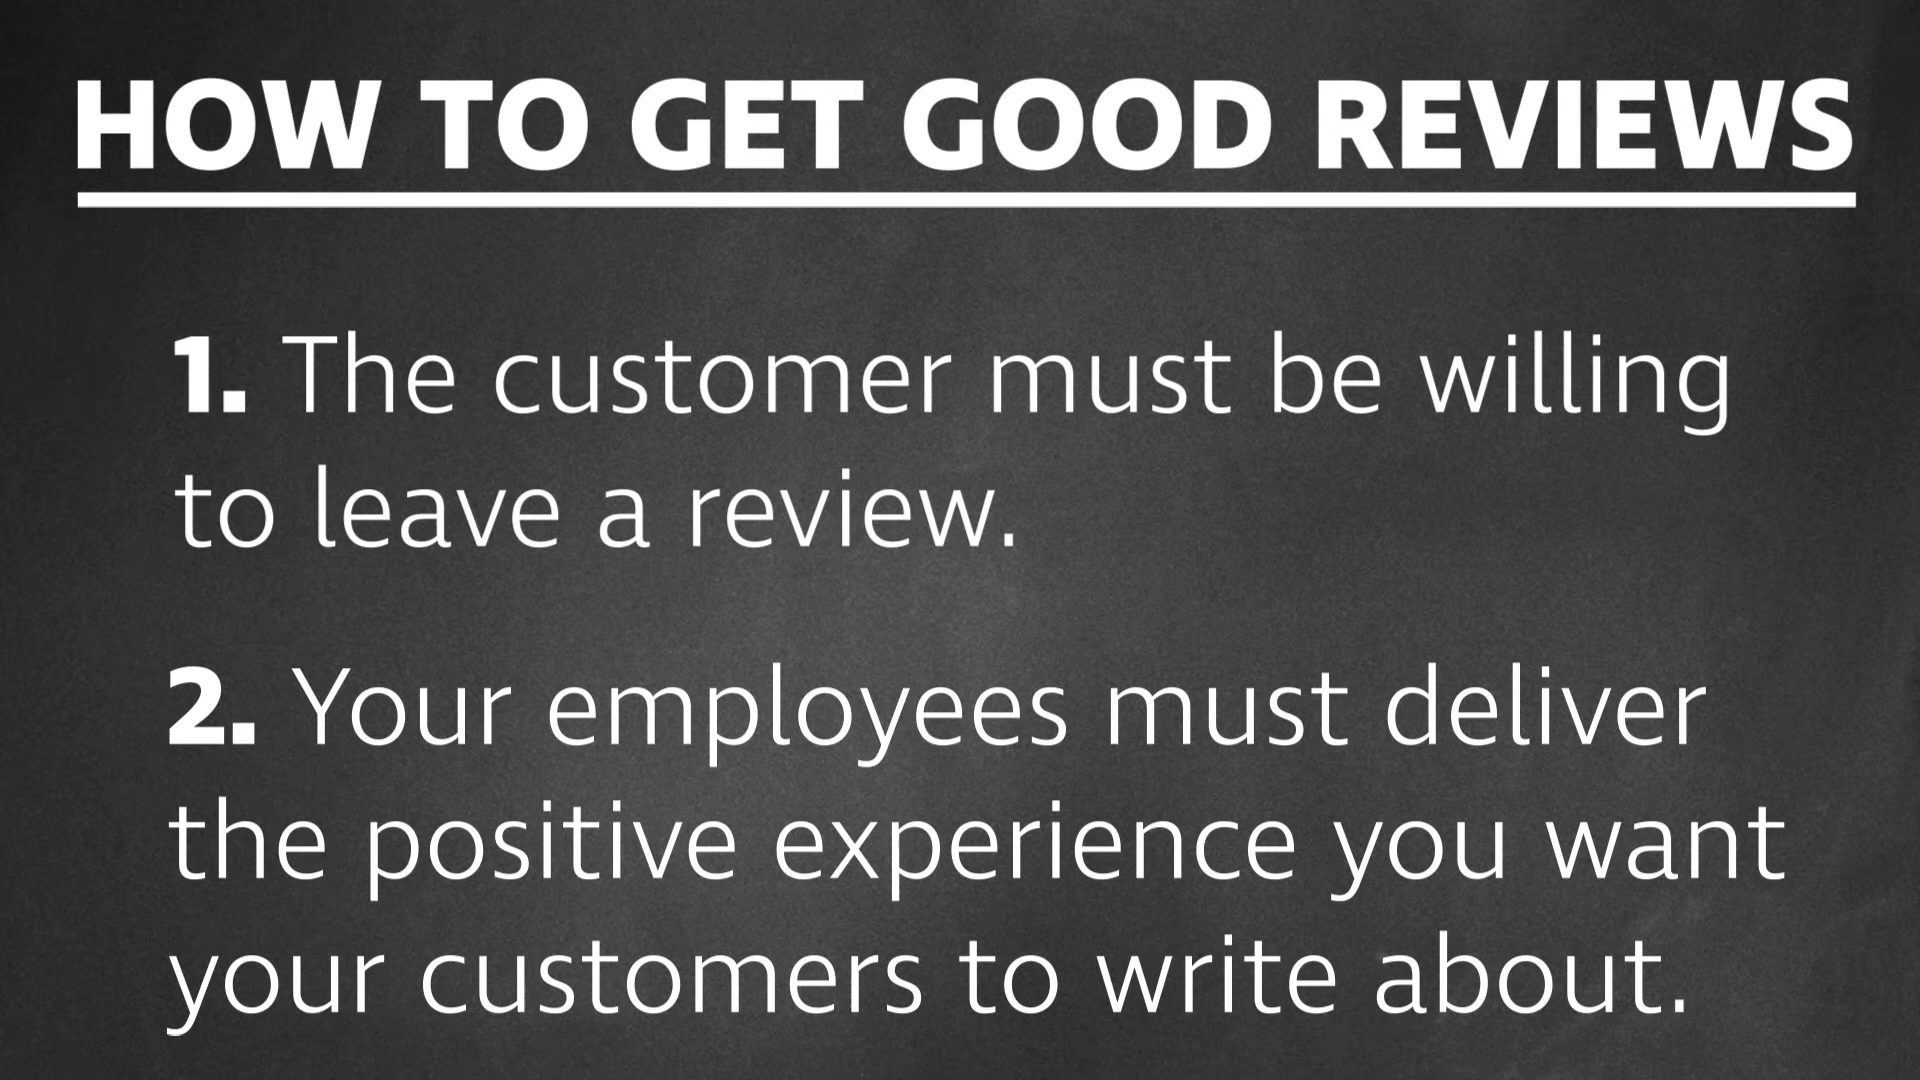 HOW TO GET GOOD REVIEWS
1. The customer must be willing
to leave a review.
2. Your employees must deliver
the positive experience you want
your customers to write about.